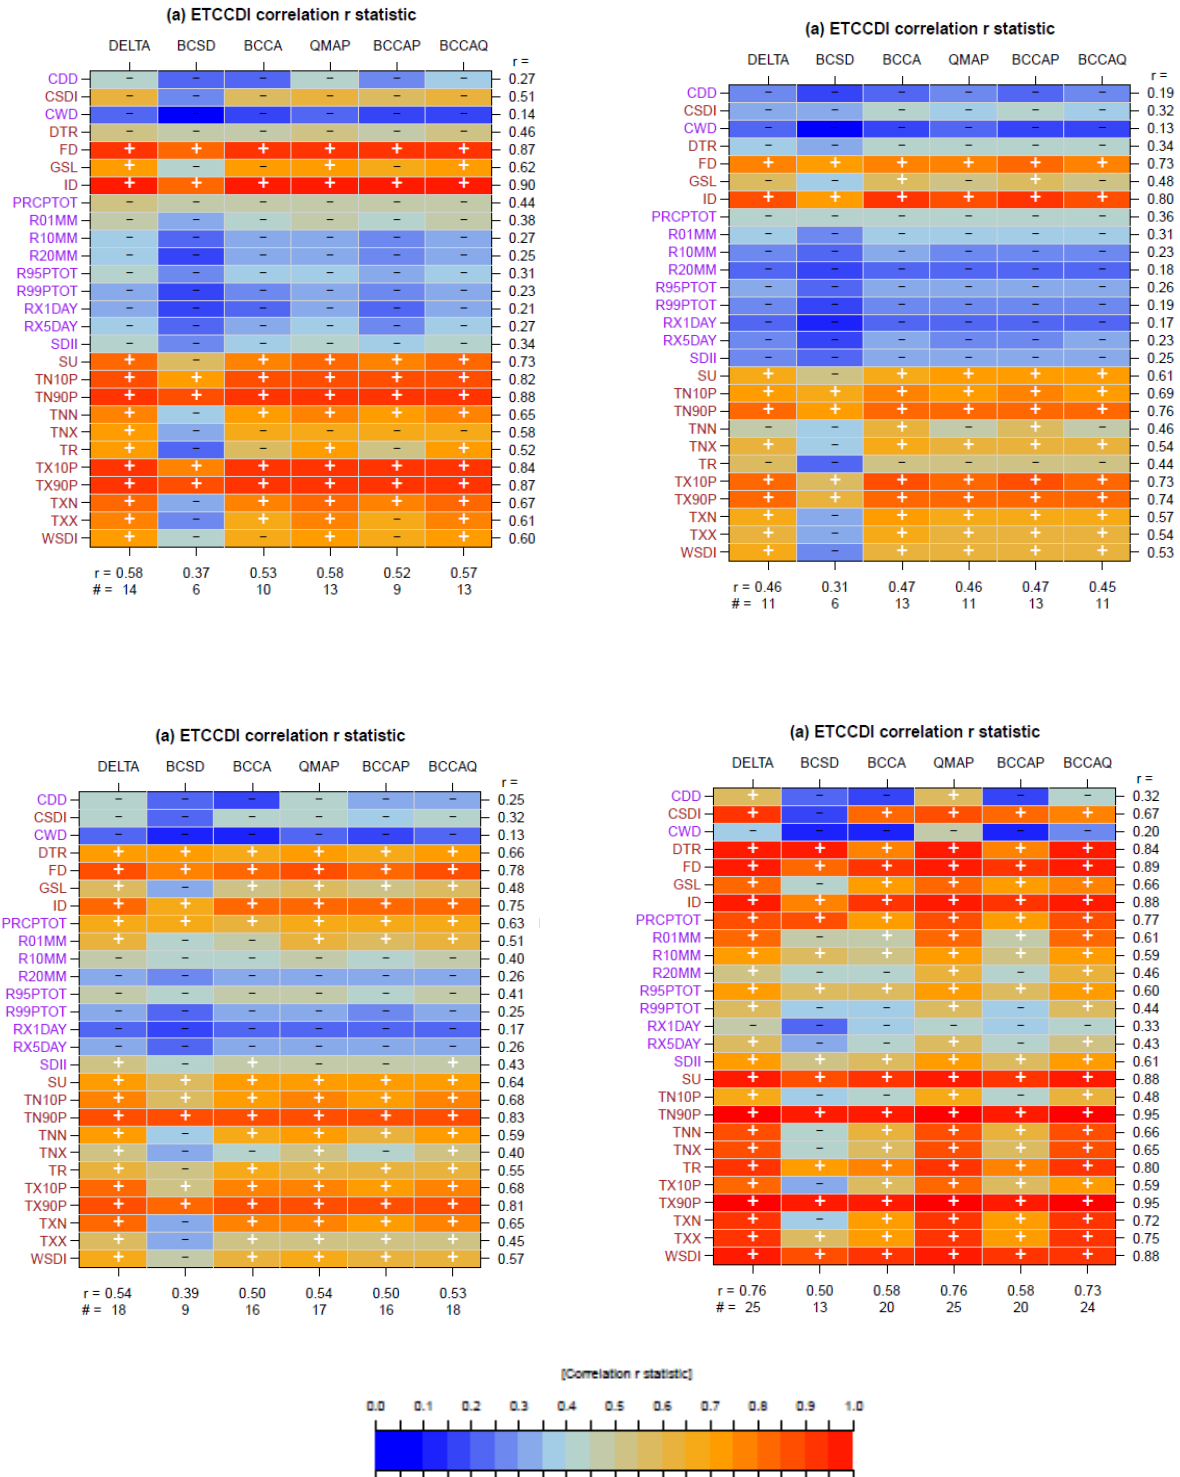 (a) ETCCDI correlation r statistic
DELTA BCSD BCCA QMAP BCCAP BCCAQ
r =
CDD 0.27
CSDI 0.51
CWD 0.14
DTR 0.46
FD 0.87
GSL 0.62
ID 0.90
PRCPTOT 0.44
R01MM 0.38
R10MM 0.27
R20MM 0.25
R95PTOT 0.31
R99PTOT 0.23
RX1DAY 0.21
RX5DAY 0.27
SDII 0.34
SU 0.73
TN10P 0.82
TN90P 0.88
TNN 0.65
TNX 0.58
TR 0.52
TX10P 0.84
TX90P 0.87
TXN 0.67
TXX 0.61
WSDI 0.60
r = 0.58 0.37 0.53 0.58 0.52 0.57
# = 14 6 10 13 9 13
(a) ETCCDI correlation r statistic
DELTA BCSD BCCA QMAP BCCAP BCCAQ
r =
CDD 0.19
CSDI 0.32
CWD 0.13
DTR 0.34
FD 0.73
GSL 0.48
ID 0.80
PRCPTOT 0.36
R01MM 0.31
R10MM 0.23
R20MM 0.18
R95PTOT 0.26
R99PTOT 0.19
RX1DAY 0.17
RX5DAY 0.23
SDII 0.25
SU 0.61
TN10P 0.69
TN90P 0.76
TNN 0.46
TNX 0.54
TR 0.44
TX10P 0.73
TX90P 0.74
TXN 0.57
TXX 0.54
WSDI 0.53
r = 0.46 0.31 0.47 0.46 0.47 0.45
# = 11 6 13 11 13 11
(a) ETCCDI correlation r statistic
DELTA BCSD BCCA QMAP BCCAP BCCAQ
r =
CDD 0.25
CSDI 0.32
CWD 0.13
DTR 0.66
FD 0.78
GSL 0.48
ID 0.75
PRCPTOT 0.63
R01MM 0.51
R10MM 0.40
R20MM 0.26
R95PTOT 0.41
R99PTOT 0.25
RX1DAY 0.17
RX5DAY 0.26
SDII 0.43
SU 0.64
TN10P 0.68
TN90P 0.83
TNN 0.59
TNX 0.40
TR 0.55
TX10P 0.68
TX90P 0.81
TXN 0.65
TXX 0.45
WSDI 0.57
r = 0.54 0.39 0.50 0.54 0.50 0.53
# = 18 9 16 17 16 18
(a) ETCCDI correlation r statistic
DELTA BCSD BCCA QMAP BCCAP BCCAQ
r =
CDD 0.32
CSDI 0.67
CWD 0.20
DTR 0.84
FD 0.89
GSL 0.66
ID 0.88
PRCPTOT 0.77
R01MM 0.61
R10MM 0.59
R20MM 0.46
R95PTOT 0.60
R99PTOT 0.44
RX1DAY 0.33
RX5DAY 0.43
SDII 0.61
SU 0.88
TN10P 0.48
TN90P 0.95
TNN 0.66
TNX 0.65
TR 0.80
TX10P 0.59
TX90P 0.95
TXN 0.72
TXX 0.75
WSDI 0.88
r = 0.76 0.50 0.58 0.76 0.58 0.73
# = 25 13 20 25 20 24
[Correlation r statistic]
0.0 0.1 0.2 0.3 0.4 0.5 0.6 0.7 0.8 0.9 1.0